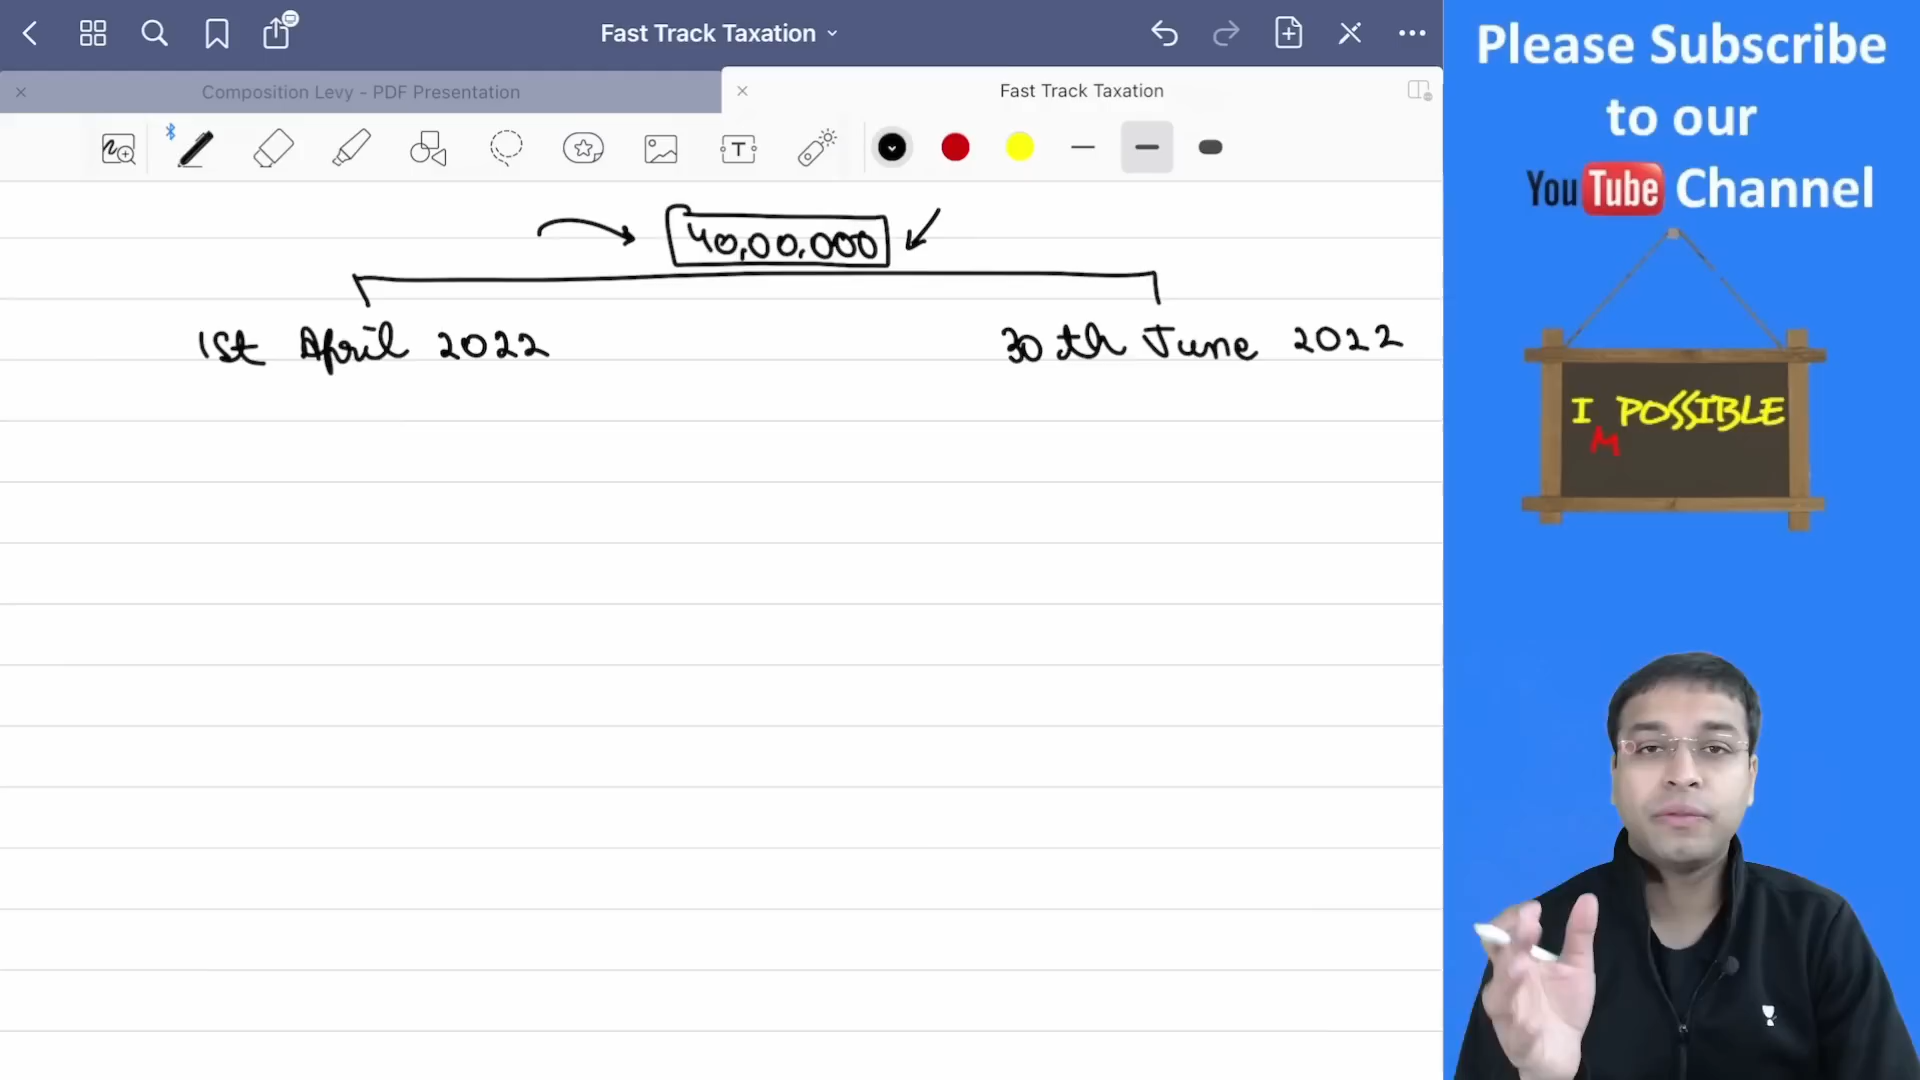 Fast Track Taxation
Composition Levy - PDF Presentation
Fast Track Taxation
T
40,00,000
1st April 2022
30th June 2022
Please Subscribe
to our
YouTube Channel
I POSSIBLE
M